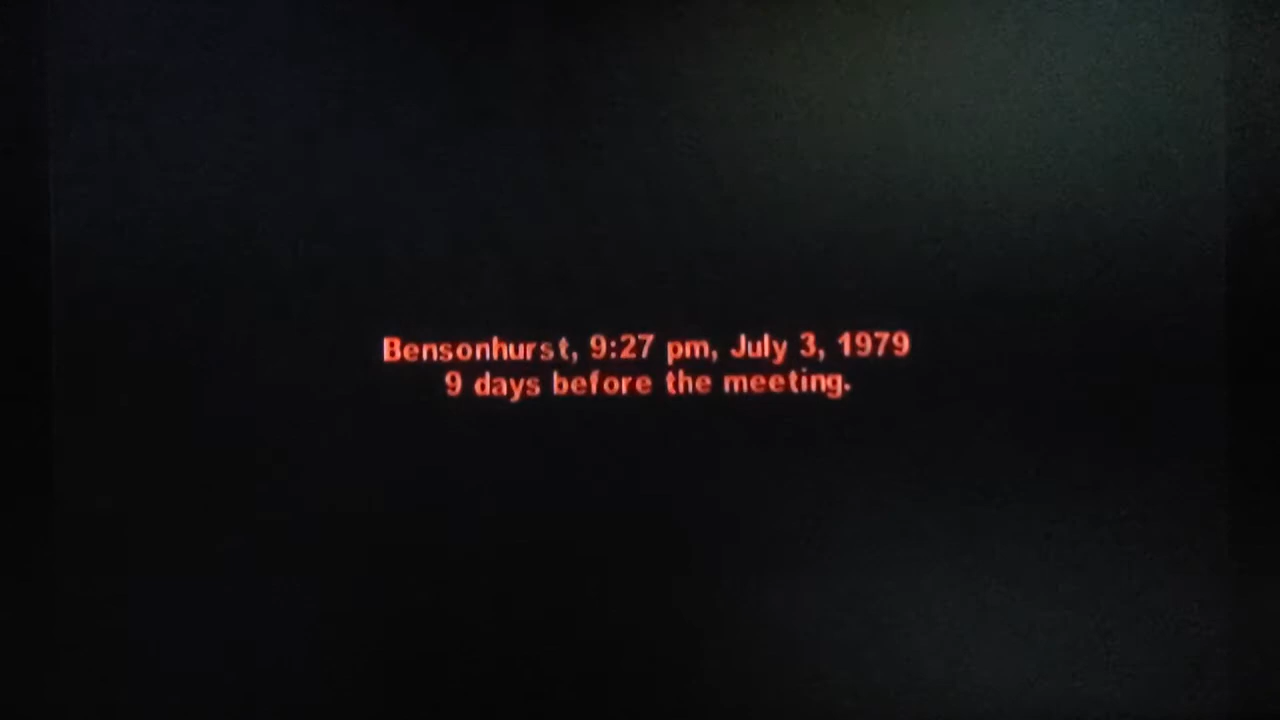 Bensonhurst, 9:27 pm, July 3, 1979
9 days before the meeting.